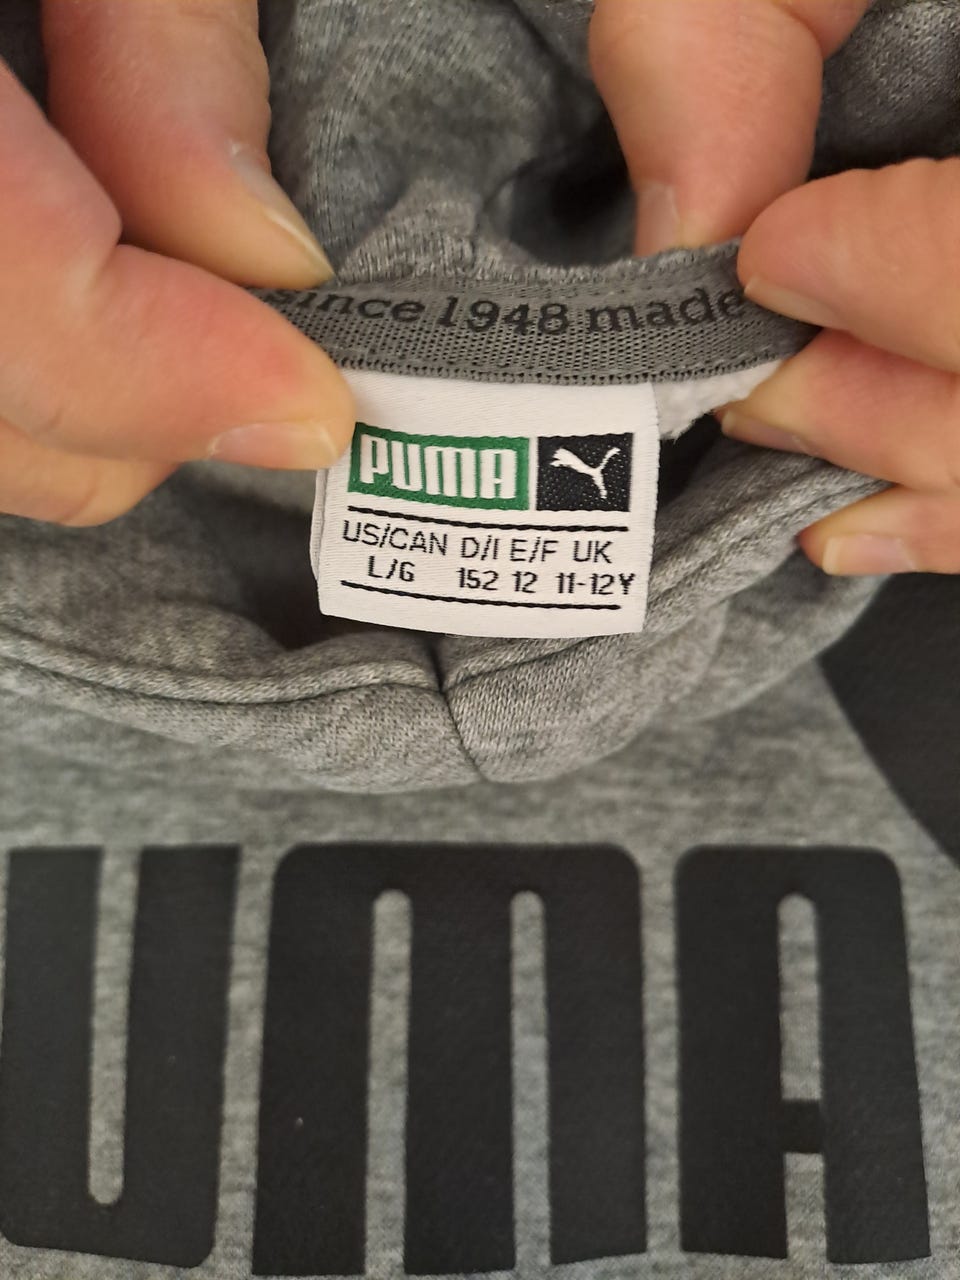 since 1948 made
PUMA
US/CAN D/I E/F UK
L/G 152 12 11-12Y
UMA